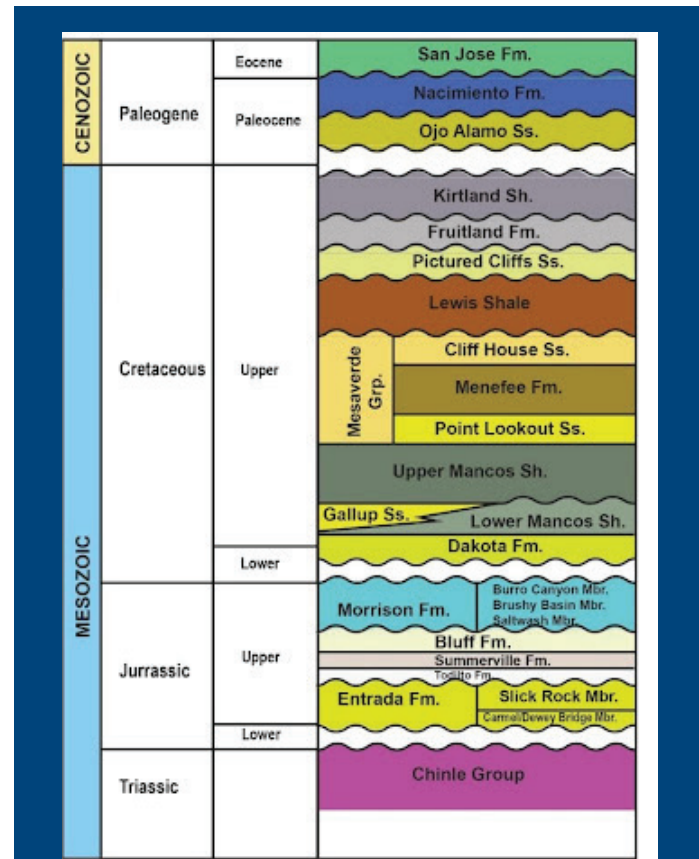 CENOZOIC
Paleogene
Eocene
Paleocene
San Jose Fm.
Nacimiento Fm.
Ojo Alamo Ss.
MESOZOIC
Cretaceous
Upper
Lower
Kirtland Sh.
Fruitland Fm.
Pictured Cliffs Ss.
Lewis Shale
Mesaverde
Grp.
Cliff House Ss.
Menefee Fm.
Point Lookout Ss.
Upper Mancos Sh.
Gallup Ss.
Lower Mancos Sh.
Dakota Fm.
Jurrassic
Upper
Lower
Morrison Fm.
Burro Canyon Mbr.
Brushy Basin Mbr.
Saltwash Mbr.
Bluff Fm.
Summerville Fm.
Todilto Fm.
Entrada Fm.
Slick Rock Mbr.
Carmel/Dewey Bridge Mbr.
Triassic
Chinle Group